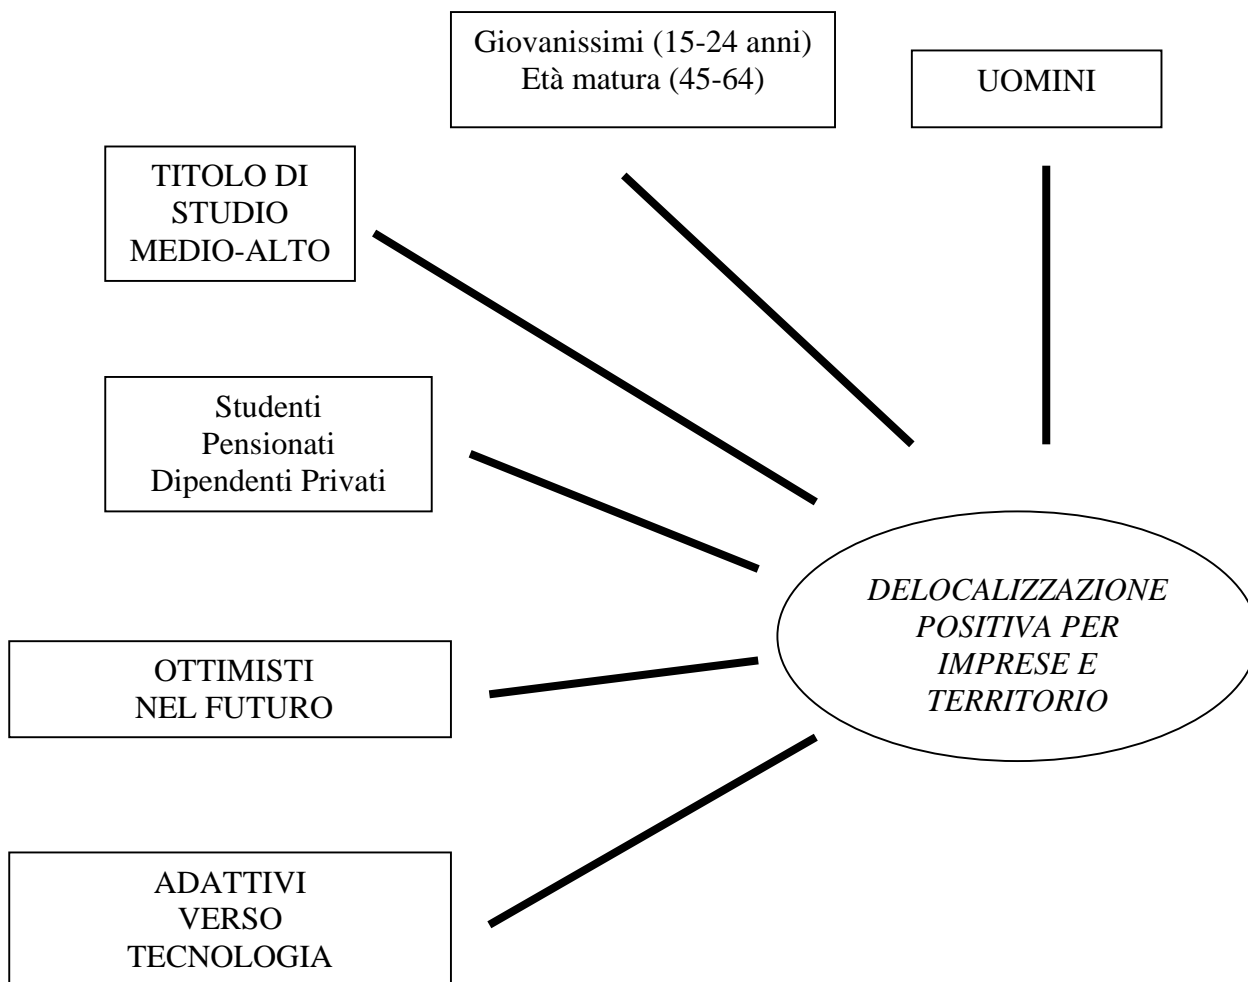 Giovanissimi (15-24 anni)
Età matura (45-64)
UOMINI
TITOLO DI
STUDIO
MEDIO-ALTO
Studenti
Pensionati
Dipendenti Privati
DELOCALIZZAZIONE
POSITIVA PER
IMPRESE E
TERRITORIO
OTTIMISTI
NEL FUTURO
ADATTIVI
VERSO
TECNOLOGIA